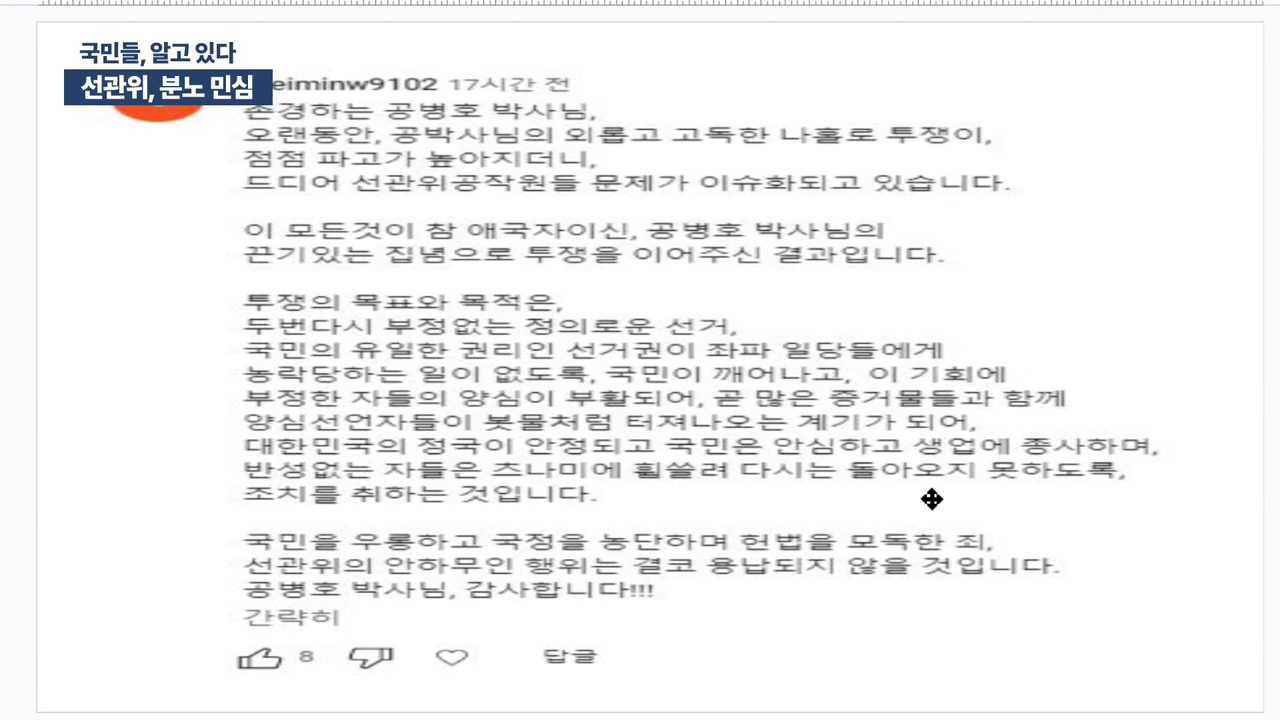 국민들, 알고 있다
선관위, 분노 민심
eiminw9102 17시간 전
존경하는 공병호 박사님,
오랜동안, 공박사님의 외롭고 고독한 나홀로 투쟁이,
점점 파고가 높아지더니,
드디어 선관위공작원들 문제가 이슈화되고 있습니다.
이 모든것이 참 애국자이신, 공병호 박사님의
끈기있는 집념으로 투쟁을 이어주신 결과입니다.
투쟁의 목표와 목적은,
두번다시 부정없는 정의로운 선거,
국민의 유일한 권리인 선거권이 좌파 일당들에게
농락당하는 일이 없도록, 국민이 깨어나고, 이 기회에
부정한 자들의 양심이 부활되어, 곧 많은 증거물들과 함께
양심선언자들이 봇물처럼 터져나오는 계기가 되어,
대한민국의 정국이 안정되고 국민은 안심하고 생업에 종사하며,
반성없는 자들은 츠나미에 휩쓸려 다시는 돌아오지 못하도록,
조치를 취하는 것입니다.
국민을 우롱하고 국정을 농단하며 헌법을 모독한 죄,
선관위의 안하무인 행위는 결코 용납되지 않을 것입니다.
공병호 박사님, 감사합니다!!!
간략히
8 답글